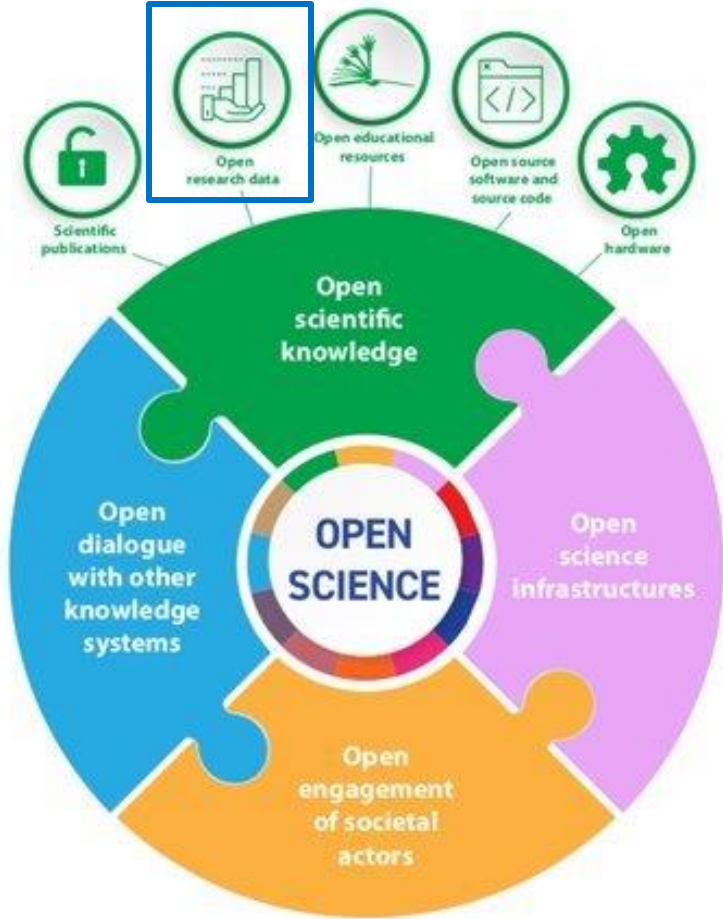 Scientific
publications
Open
research data
Open educational
resources
Open source
software and
source code
Open
hardware
Open
scientific
knowledge
Open
dialogue
with other
knowledge
systems
OPEN
SCIENCE
Open
science
infrastructures
Open
engagement
of societal
actors